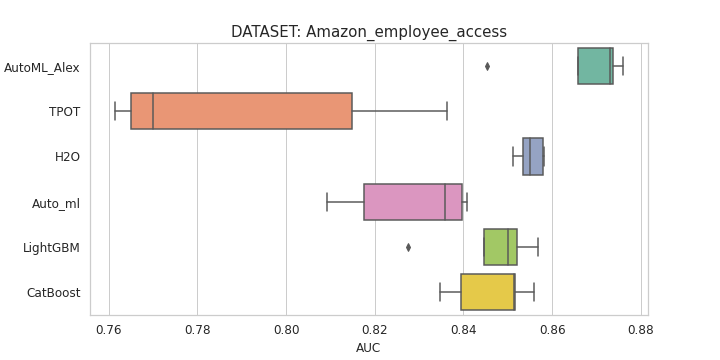 DATASET: Amazon_employee_access
AutoML_Alex
TPOT
H2O
Auto_ml
LightGBM
CatBoost
0.76 0.78 0.80 0.82 0.84 0.86 0.88
AUC